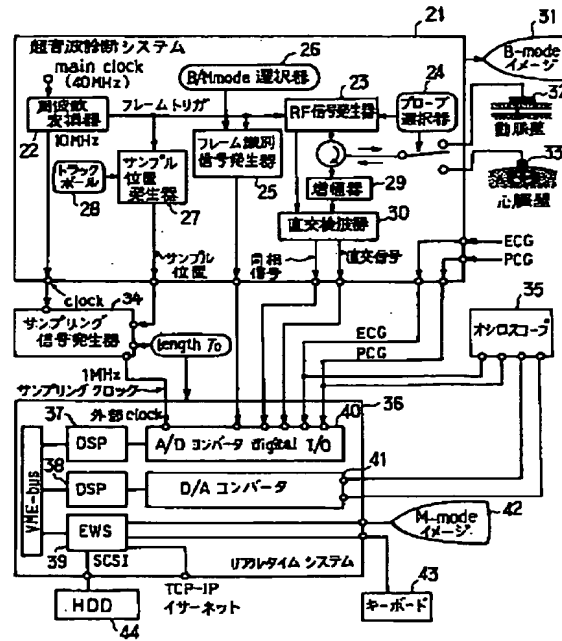 21
31
超音波診断システム
B-mode
イメージ
main clock
(40MHz)
26
B/Mmode 選択器
23
24
32
フレームトリガ
RF信号発生器
プローブ
選択器
動脈壁
周波数
変換器
22
10MHz
サンプル
位置発生器
フレーム識別
信号発生器
25
33
トラック
ボール
28
27
増幅器
29
心臓壁
直交検波器
30
サンプル
位置
同相
信号
直交信号
ECG
PCG
clock
34
サンプリング
信号発生器
length T0
ECG
PCG
35
オシロスコープ
1MHz
サンプリングクロック
36
外部clock
37
40
DSP
A/D コンバータ digital I/O
VME-bus
38
41
DSP
D/A コンバータ
EWS
39
SCSI
M-mode
イメージ
42
リアルタイム システム
TCP-IP
イサーネット
HDD
44
43
キーボード